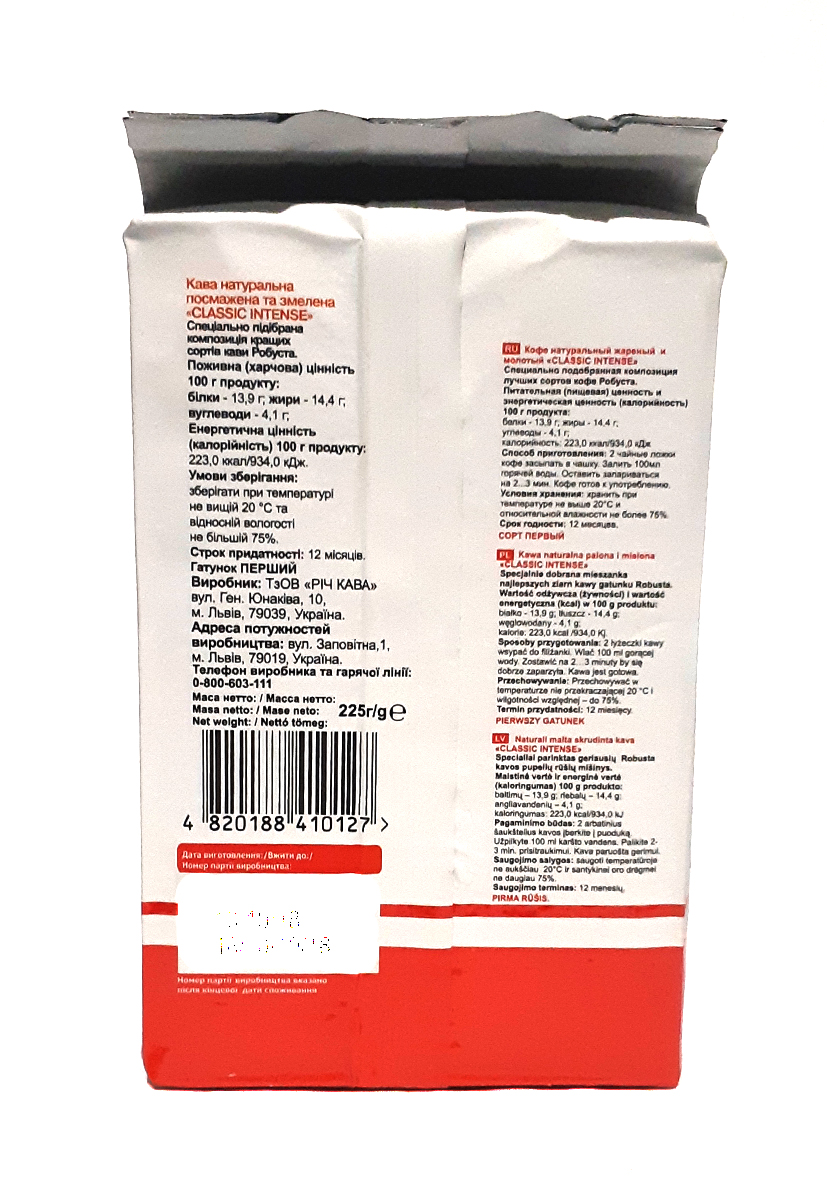 Кава натуральна
посмажена та змелена
«CLASSIC INTENSE»
Спеціально підібрана
композиція кращих
сортів кави Робуста.
Поживна (харчова) цінність
100 г продукту:
білки - 13,9 г; жири - 14,4 г;
вуглеводи - 4,1 г;
Енергетична цінність
(калорійність) 100 г продукту:
223,0 ккал/934,0 кДж.
Умови зберігання:
зберігати при температурі
не вищій 20 °C та
відносній вологості
не більшій 75%.
Строк придатності: 12 місяців.
Гатунок ПЕРШИЙ
Виробник: ТзОВ «РІЧ КАВА»
вул. Ген. Юнаківа, 10,
м. Львів, 79039, Україна.
Адреса потужностей
виробництва: вул. Заповітна,1,
м. Львів, 79019, Україна.
Телефон виробника та гарячої лінії:
0-800-603-111
Маса нетто: / Масса нетто:
Masa netto: / Mase neto:
Net weight: / Nettó tömeg:
225г/g℮
4 820188 410127 >
Дата виготовлення:/Вжити до:/
Номер партії виробництва:
Номер партії виробництва вказано
після кінцевої дати споживання
RU Кофе натуральный жареный и
молотый «CLASSIC INTENSE»
Специально подобранная композиция
лучших сортов кофе Робуста.
Питательная (пищевая) ценность и
энергетическая ценность (калорийность)
100 г продукта:
белки - 13,9 г; жиры - 14,4 г;
углеводы - 4,1 г;
калорийность: 223,0 ккал/934,0 кДж
Способ приготовления: 2 чайные ложки
кофе засыпать в чашку. Залить 100мл
горячей воды. Оставить запариваться
на 2...3 мин. Кофе готов к употреблению.
Условия хранения: хранить при
температуре не выше 20°C и
относительной влажности не более 75%.
Срок годности: 12 месяцев.
СОРТ ПЕРВЫЙ
PL Kawa naturalna palona i mielona
«CLASSIC INTENSE»
Specjalnie dobrana mieszanka
najlepszych ziarn kawy gatunku Robusta.
Wartość odżywcza (żywności) i wartość
energetyczna (kcal) w 100 g produktu:
białko - 13,9 g; tłuszcz - 14,4 g;
węglowodany - 4,1 g;
kalorie: 223,0 kcal /934,0 Kj.
Sposoby przygotowania: 2 łyżeczki kawy
wsypać do filiżanki. Wlać 100 ml gorącej
wody. Zostawić na 2...3 minuty by się
dobrze zaparzyła. Kawa jest gotowa.
Przechowywanie: Przechowywać w
temperaturze nie przekraczającej 20 °C i
wilgotności względnej – do 75%.
Termin przydatności: 12 miesięcy.
PIERWSZY GATUNEK
LV Naturali malta skrudinta kava
«CLASSIC INTENSE»
Specialiai parinktas geriausių Robusta
kavos pupelių rūšių mišinys.
Maistinė vertė ir energinė vertė
(kaloringumas) 100 g produkto:
baltimų – 13,9 g; riebalų – 14,4 g;
angliavandenių – 4,1 g;
kaloringumas: 223,0 kcal/934,0 kJ
Pagaminimo būdas: 2 arbatinius
šaukštelius kavos įberkite į puoduką.
Užpilkyte 100 ml karšto vandens. Palikite 2-
3 min. prisitraukimui. Kava paruošta gerimui.
Saugojimo salygos: saugoti temperatūroje
ne aukščiau 20°C ir santykinai oro drėgmei
ne daugiau 75%.
Saugojimo terminas: 12 menesių.
PIRMA RŪŠIS.